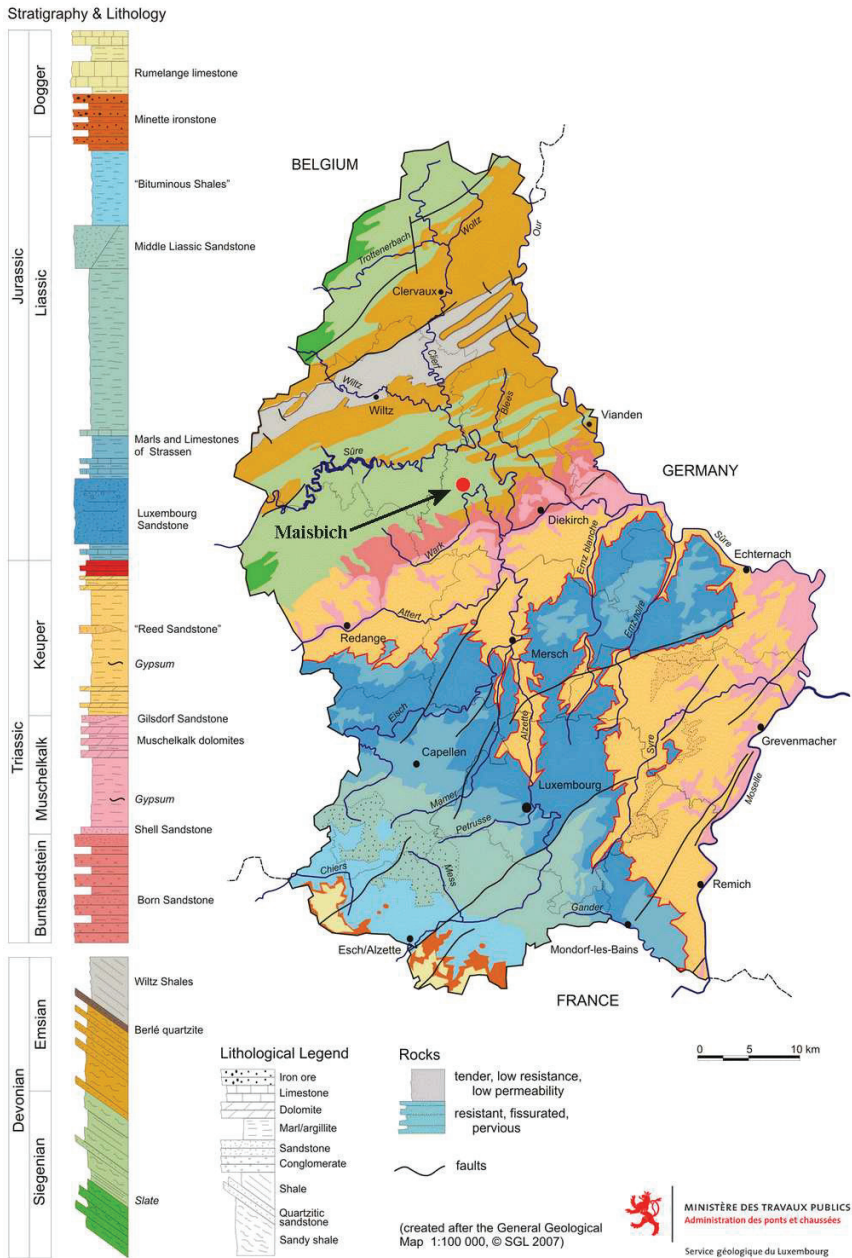 Stratigraphy & Lithology
Dogger
Jurassic
Liassic
Triassic
Keuper
Muschelkalk
Buntsandstein
Devonian
Emsian
Siegenian
Rumelange limestone
Minette ironstone
"Bituminous Shales"
Middle Liassic Sandstone
Marls and Limestones
of Strassen
Luxembourg
Sandstone
"Reed Sandstone"
Gypsum
Gilsdorf Sandstone
Muschelkalk dolomites
Gypsum
Shell Sandstone
Born Sandstone
Wiltz Shales
Berlé quartzite
Slate
BELGIUM
Trottenerbach
Woltz
Our
Clervaux
Clerf
Wiltz
Wiltz
Blees
Vianden
Sûre
GERMANY
Maisbich
Diekirch
Wark
Ernz blanche
Sûre
Echternach
Ernz noire
Attert
Redange
Mersch
Eisch
Alzette
Syre
Grevenmacher
Capellen
Mamer
Luxembourg
Moselle
Petrusse
Chiers
Mess
Remich
Gander
Esch/Alzette
Mondorf-les-Bains
FRANCE
0 5 10 km
Lithological Legend
Iron ore
Limestone
Dolomite
Marl/argillite
Sandstone
Conglomerate
Shale
Quartzitic
sandstone
Sandy shale
Rocks
tender, low resistance,
low permeability
resistant, fissurated,
pervious
faults
(created after the General Geological
Map 1:100 000, © SGL 2007)
MINISTÈRE DES TRAVAUX PUBLICS
Administration des ponts et chaussées
Service géologique du Luxembourg